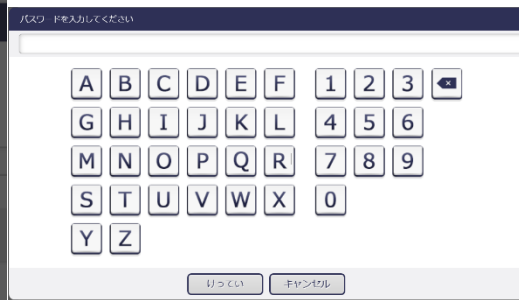 パスワードを入力してください
A B C D E F 1 2 3
G H I J K L 4 5 6
M N O P Q R 7 8 9
S T U V W X 0
Y Z
けってい キャンセル